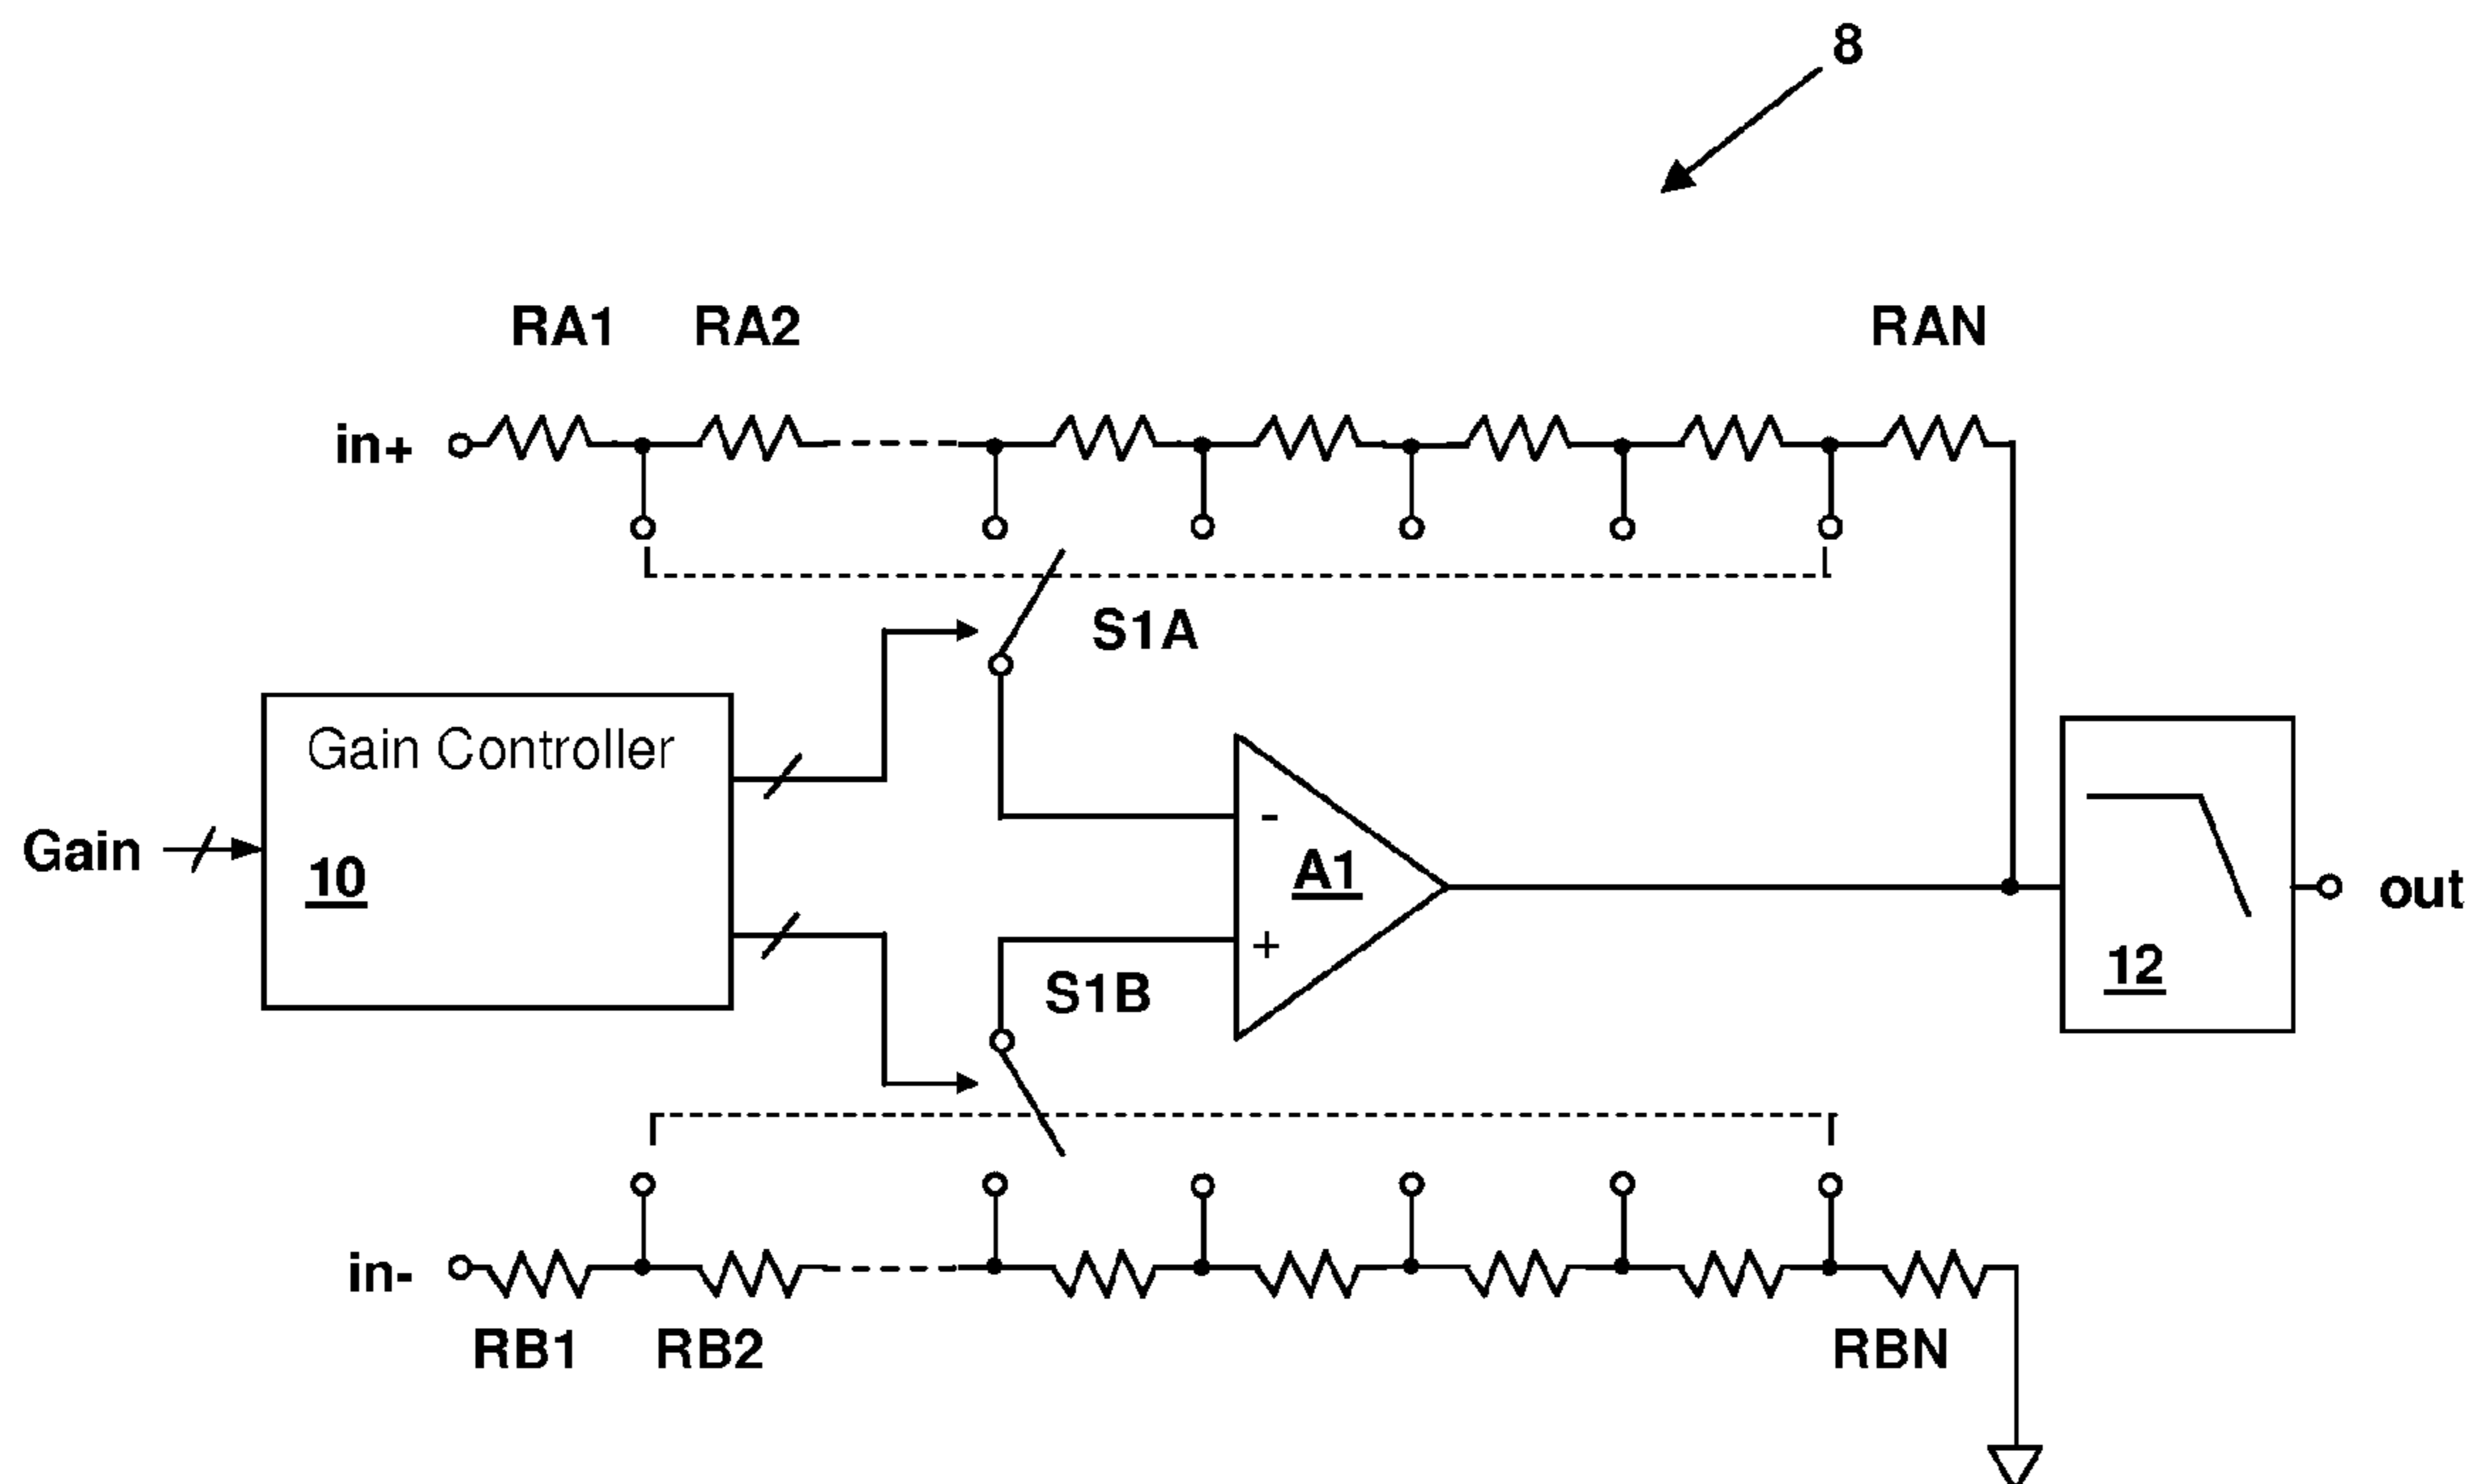 8
RA1 RA2 RAN
in+
S1A
Gain Controller
Gain
10
-
A1
+
out
12
S1B
in-
RB1 RB2 RBN